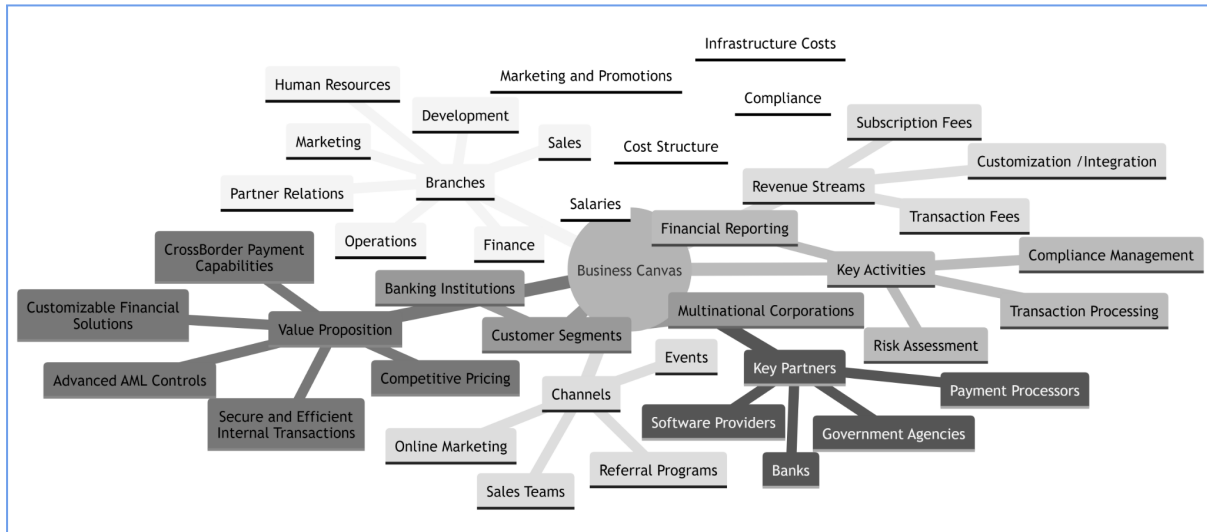 Infrastructure Costs
Marketing and Promotions
Human Resources
Compliance
Development
Subscription Fees
Marketing
Sales
Cost Structure
Customization /Integration
Branches
Revenue Streams
Partner Relations
Salaries
Transaction Fees
Financial Reporting
Operations
Finance
CrossBorder Payment
Capabilities
Compliance Management
Business Canvas
Key Activities
Banking Institutions
Customizable Financial
Solutions
Multinational Corporations
Transaction Processing
Value Proposition
Customer Segments
Risk Assessment
Events
Key Partners
Advanced AML Controls
Competitive Pricing
Payment Processors
Channels
Secure and Efficient
Internal Transactions
Software Providers
Government Agencies
Online Marketing
Referral Programs
Banks
Sales Teams